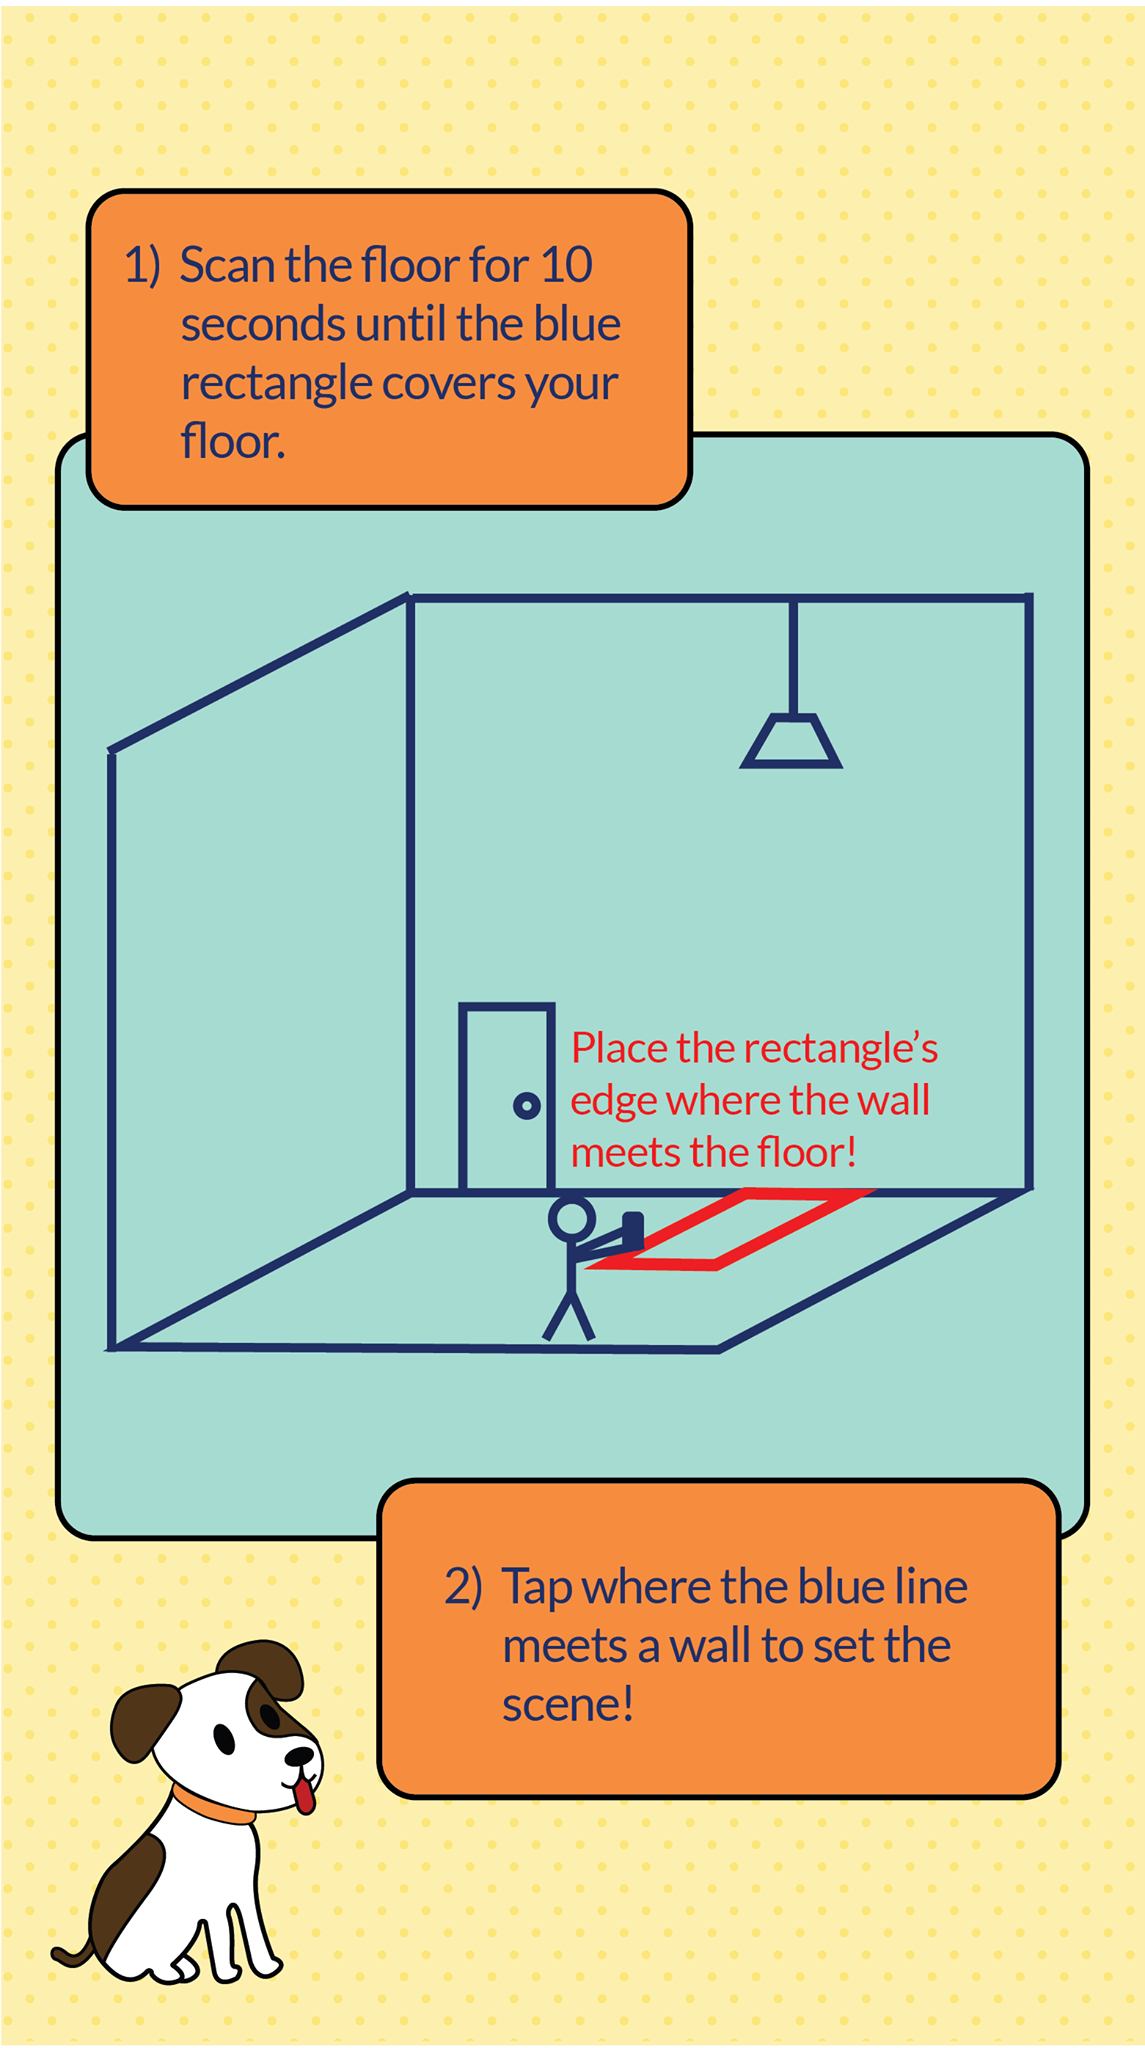 1) Scan the floor for 10
seconds until the blue
rectangle covers your
floor.
Place the rectangle’s
edge where the wall
meets the floor!
2) Tap where the blue line
meets a wall to set the
scene!